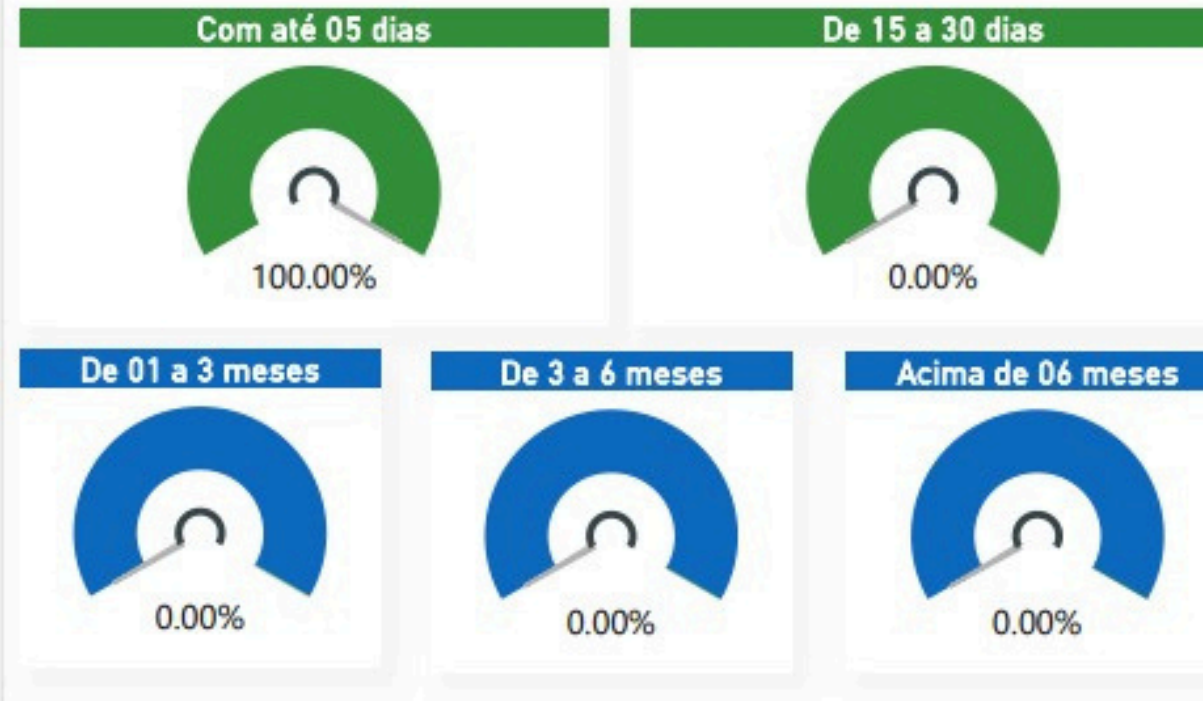 Com até 05 dias
De 15 a 30 dias
100.00%
0.00%
De 01 a 3 meses
De 3 a 6 meses
Acima de 06 meses
0.00%
0.00%
0.00%